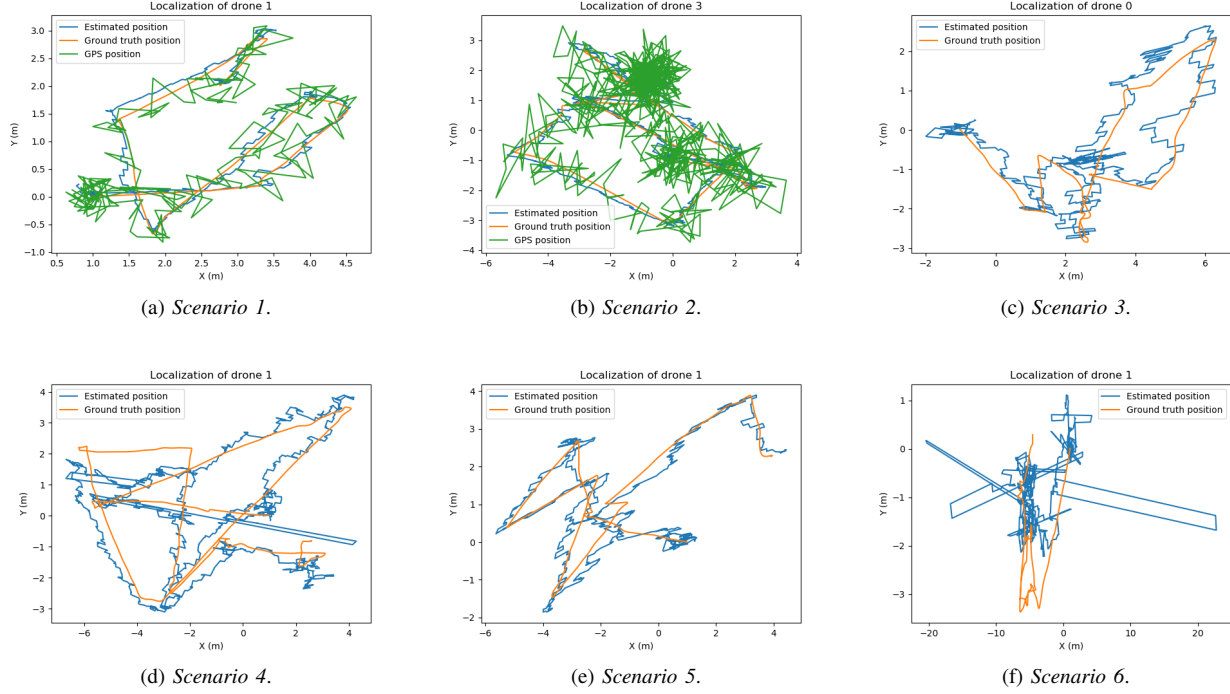 Localization of drone 1
Estimated position
Ground truth position
GPS position
3.0
2.5
2.0
1.5
1.0
0.5
0.0
−0.5
−1.0
Y (m)
0.5 1.0 1.5 2.0 2.5 3.0 3.5 4.0 4.5
X (m)
(a) Scenario 1.
Localization of drone 3
Estimated position
Ground truth position
GPS position
3
2
1
0
−1
−2
−3
−4
Y (m)
−6 −4 −2 0 2 4
X (m)
(b) Scenario 2.
Localization of drone 0
Estimated position
Ground truth position
2
1
0
−1
−2
−3
Y (m)
−2 0 2 4 6
X (m)
(c) Scenario 3.
Localization of drone 1
Estimated position
Ground truth position
4
3
2
1
0
−1
−2
−3
Y (m)
−6 −4 −2 0 2 4
X (m)
(d) Scenario 4.
Localization of drone 1
Estimated position
Ground truth position
4
3
2
1
0
−1
−2
Y (m)
−6 −4 −2 0 2 4
X (m)
(e) Scenario 5.
Localization of drone 1
Estimated position
Ground truth position
1
0
−1
−2
−3
Y (m)
−20 −10 0 10 20
X (m)
(f) Scenario 6.